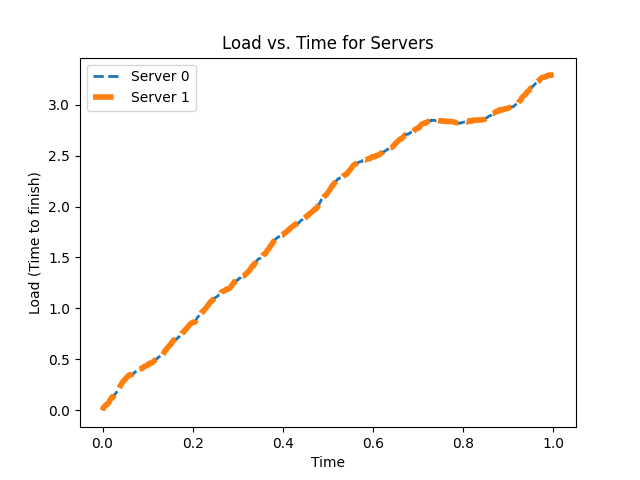 Load vs. Time for Servers
Server 0
Server 1
Load (Time to finish)
3.0
2.5
2.0
1.5
1.0
0.5
0.0
0.0 0.2 0.4 0.6 0.8 1.0
Time